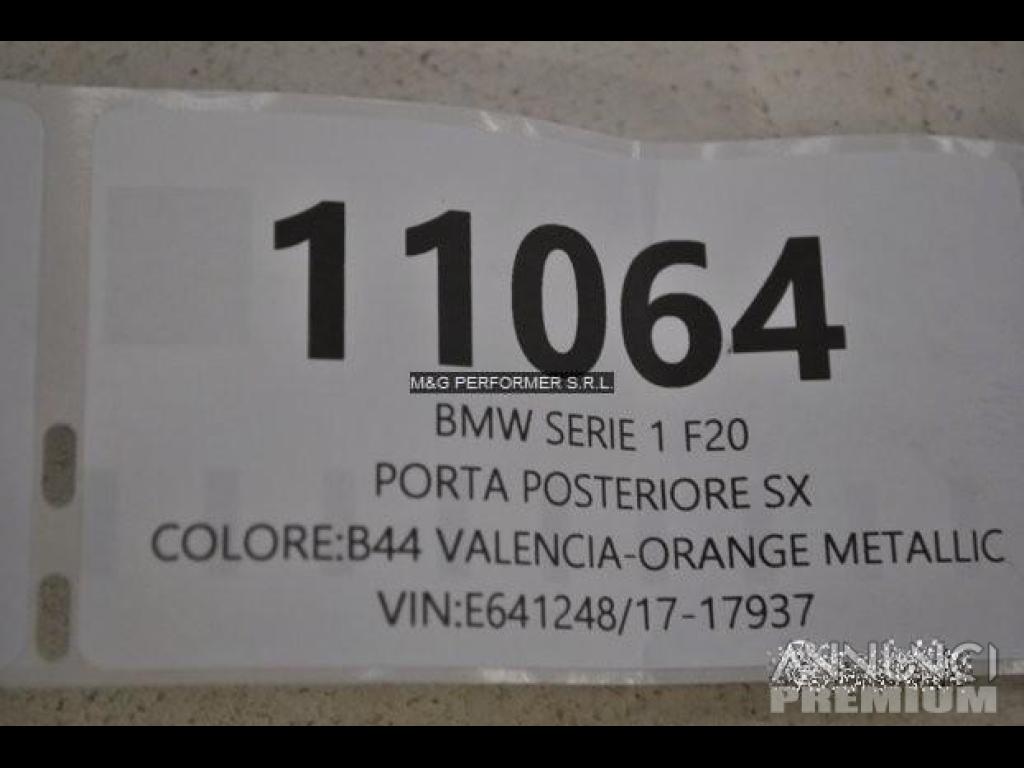 11064
M&G PERFORMER S.R.L.
BMW SERIE 1 F20
PORTA POSTERIORE SX
COLORE:B44 VALENCIA-ORANGE METALLIC
VIN:E641248/17-17937
ANNUNCI
PREMIUM